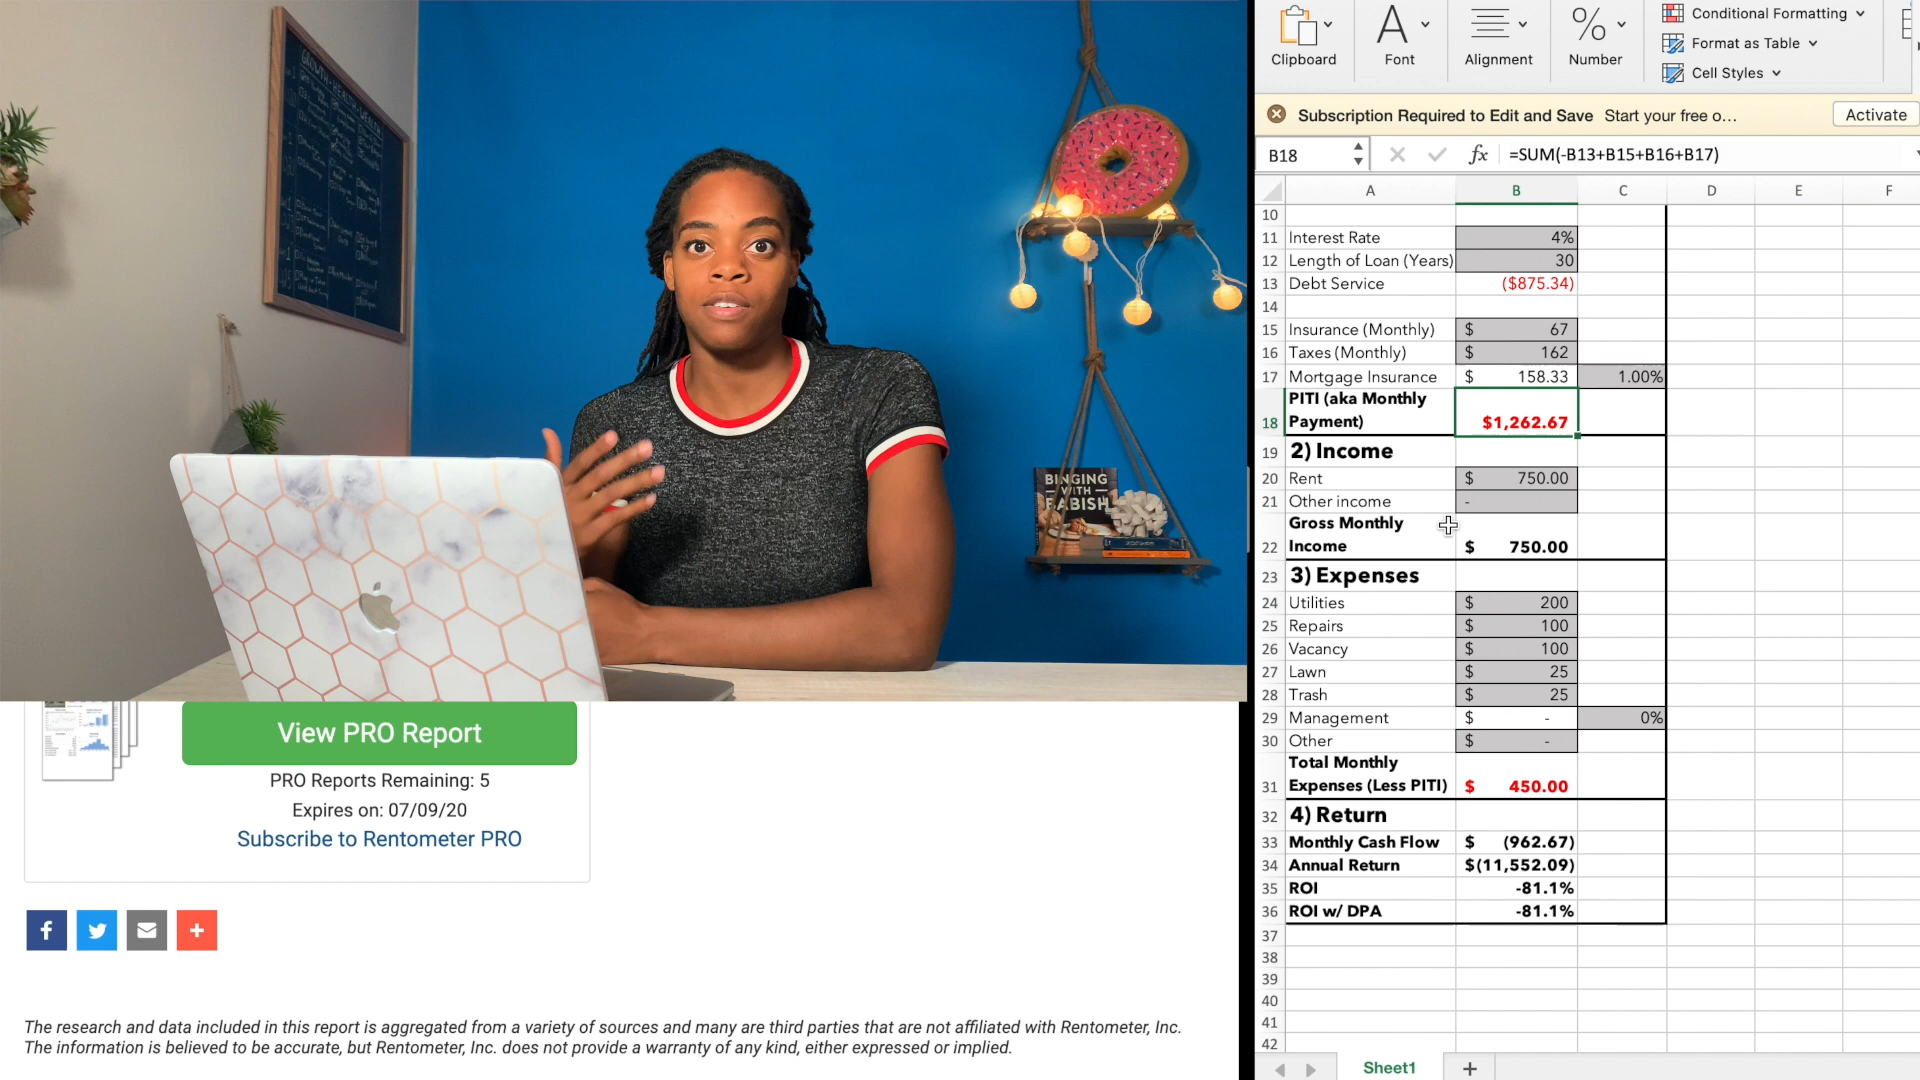 GROWTH+HEALTH+WEALTH
BINGING
WITH
BABISH
View PRO Report
PRO Reports Remaining: 5
Expires on: 07/09/20
Subscribe to Rentometer PRO
The research and data included in this report is aggregated from a variety of sources and many are third parties that are not affiliated with Rentometer, Inc.
The information is believed to be accurate, but Rentometer, Inc. does not provide a warranty of any kind, either expressed or implied.
Clipboard Font Alignment Number
Conditional Formatting
Format as Table
Cell Styles
Subscription Required to Edit and Save Start your free o... Activate
B18 fx =SUM(-B13+B15+B16+B17)
A B C D E F
10
11 Interest Rate 4%
12 Length of Loan (Years) 30
13 Debt Service ($875.34)
14
15 Insurance (Monthly) $ 67
16 Taxes (Monthly) $ 162
17 Mortgage Insurance $ 158.33 1.00%
PITI (aka Monthly
18 Payment) $1,262.67
19 2) Income
20 Rent $ 750.00
21 Other income -
Gross Monthly
22 Income $ 750.00
23 3) Expenses
24 Utilities $ 200
25 Repairs $ 100
26 Vacancy $ 100
27 Lawn $ 25
28 Trash $ 25
29 Management $ - 0%
30 Other $ -
Total Monthly
31 Expenses (Less PITI) $ 450.00
32 4) Return
33 Monthly Cash Flow $ (962.67)
34 Annual Return $(11,552.09)
35 ROI -81.1%
36 ROI w/ DPA -81.1%
37
38
39
40
41
42
Sheet1